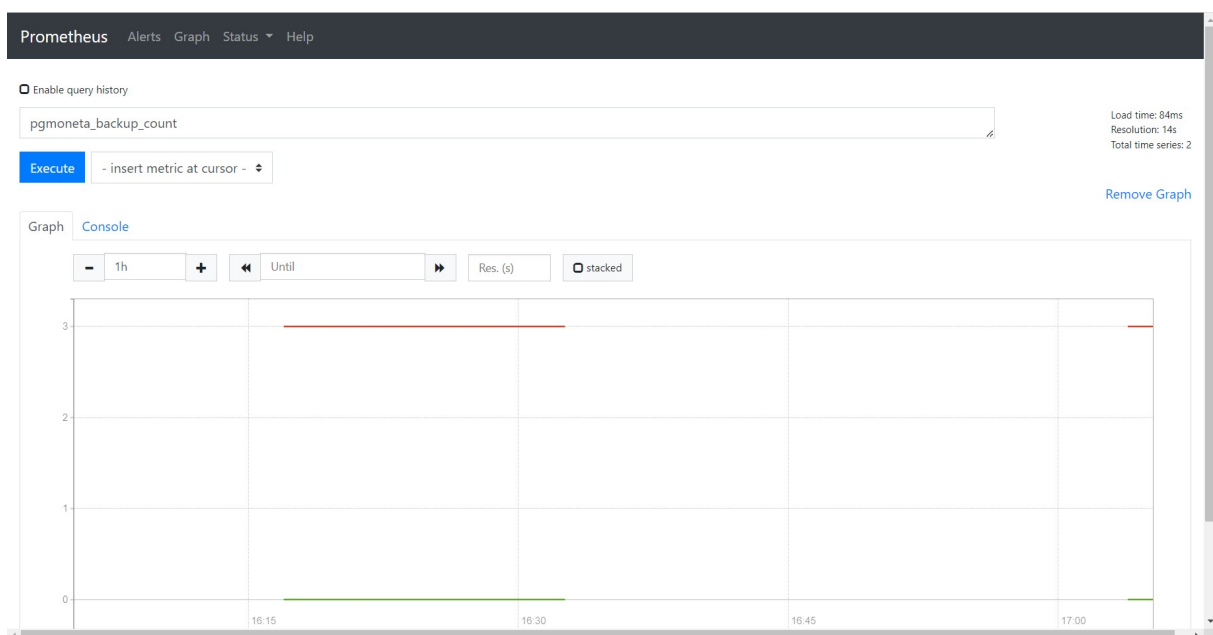 Prometheus Alerts Graph Status Help
Enable query history
pgmoneta_backup_count
Load time: 84ms
Resolution: 14s
Total time series: 2
Execute - insert metric at cursor -
Remove Graph
Graph Console
- 1h + Until Res. (s) stacked
3
2
1
0
16:15 16:30 16:45 17:00